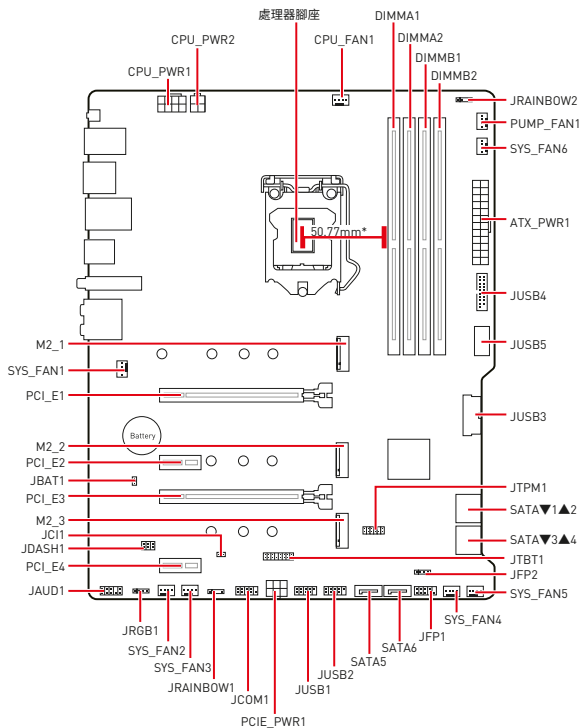 處理器腳座
DIMMA1
CPU_PWR2
CPU_FAN1
DIMMA2
DIMMB1
CPU_PWR1
DIMMB2
JRAINBOW2
PUMP_FAN1
SYS_FAN6
ATX_PWR1
50.77mm*
JUSB4
M2_1
JUSB5
SYS_FAN1
PCI_E1
JUSB3
Battery
M2_2
PCI_E2
JBAT1
JTPM1
PCI_E3
SATA▼1▲2
M2_3
JCI1
SATA▼3▲4
JDASH1
JTBT1
PCI_E4
JFP2
JAUD1
SYS_FAN5
JRGB1
SYS_FAN4
SYS_FAN2
JFP1
SYS_FAN3
SATA6
SATA5
JRAINBOW1
JUSB2
JCOM1
JUSB1
PCIE_PWR1